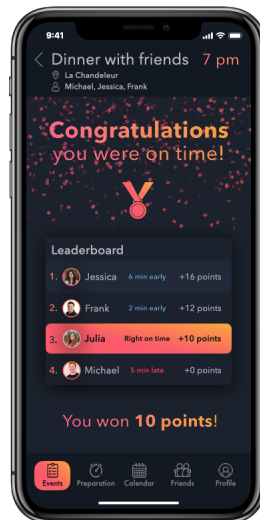 9:41
Dinner with friends 7 pm
La Chandeleur
Michael, Jessica, Frank
Congratulations
you were on time!
Leaderboard
1. Jessica 6 min early +16 points
2. Frank 2 min early +12 points
3. Julia Right on time +10 points
4. Michael 5 min late +0 points
You won 10 points!
Events Preparation Calendar Friends Profile